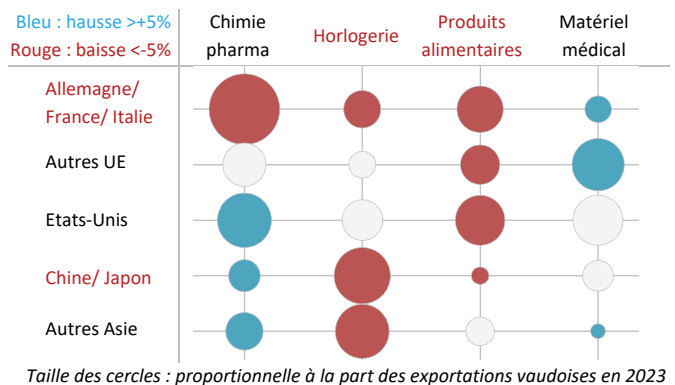 Bleu : hausse >+5%
Rouge : baisse <-5%
Chimie
pharma
Horlogerie
Produits
alimentaires
Matériel
médical
Allemagne/
France/ Italie
Autres UE
Etats-Unis
Chine/ Japon
Autres Asie
Taille des cercles : proportionnelle à la part des exportations vaudoises en 2023